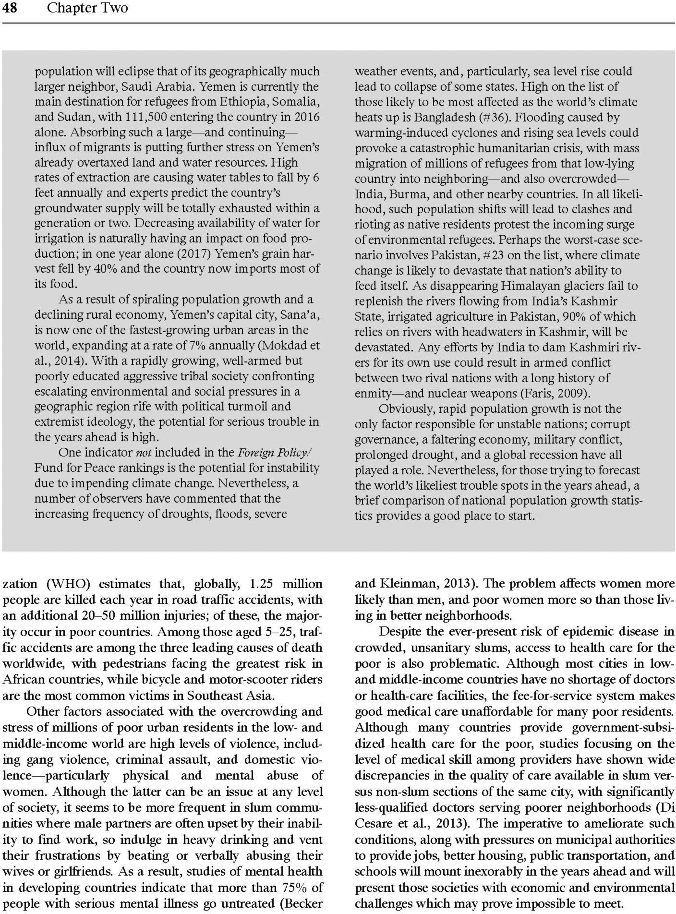 48 Chapter Two
population will eclipse that of its geographically much
larger neighbor, Saudi Arabia. Yemen is currently the
main destination for refugees from Ethiopia, Somalia,
and Sudan, with 111,500 entering the country in 2016
alone. Absorbing such a large—and continuing—
influx of migrants is putting further stress on Yemen's
already overtaxed land and water resources. High
rates of extraction are causing water tables to fall by 6
feet annually and experts predict the country's
groundwater supply will be totally exhausted within a
generation or two. Decreasing availability of water for
irrigation is naturally having an impact on food pro-
duction; in one year alone (2017) Yemen's grain har-
vest fell by 40% and the country now imports most of
its food.
As a result of spiraling population growth and a
declining rural economy, Yemen's capital city, Sana'a,
is now one of the fastest-growing urban areas in the
world, expanding at a rate of 7% annually (Mokdad et
al., 2014). With a rapidly growing, well-armed but
poorly educated aggressive tribal society confronting
escalating environmental and social pressures in a
geographic region rife with political turmoil and
extremist ideology, the potential for serious trouble in
the years ahead is high.
One indicator not included in the Foreign Policy/
Fund for Peace rankings is the potential for instability
due to impending climate change. Nevertheless, a
number of observers have commented that the
increasing frequency of droughts, floods, severe
weather events, and, particularly, sea level rise could
lead to collapse of some states. High on the list of
those likely to be most affected as the world's climate
heats up is Bangladesh (#36). Flooding caused by
warming-induced cyclones and rising sea levels could
provoke a catastrophic humanitarian crisis, with mass
migration of millions of refugees from that low-lying
country into neighboring—and also overcrowded—
India, Burma, and other nearby countries. In all likeli-
hood, such population shifts will lead to clashes and
rioting as native residents protest the incoming surge
of environmental refugees. Perhaps the worst-case sce-
nario involves Pakistan, #23 on the list, where climate
change is likely to devastate that nation's ability to
feed itself. As disappearing Himalayan glaciers fail to
replenish the rivers flowing from India's Kashmir
State, irrigated agriculture in Pakistan, 90% of which
relies on rivers with headwaters in Kashmir, will be
devastated. Any efforts by India to dam Kashmiri riv-
ers for its own use could result in armed conflict
between two rival nations with a long history of
enmity—and nuclear weapons (Faris, 2009).
Obviously, rapid population growth is not the
only factor responsible for unstable nations; corrupt
governance, a faltering economy, military conflict,
prolonged drought, and a global recession have all
played a role. Nevertheless, for those trying to forecast
the world's likeliest trouble spots in the years ahead, a
brief comparison of national population growth statis-
tics provides a good place to start.
zation (WHO) estimates that, globally, 1.25 million
people are killed each year in road traffic accidents, with
an additional 20–50 million injuries; of these, the major-
ity occur in poor countries. Among those aged 5–25, traf-
fic accidents are among the three leading causes of death
worldwide, with pedestrians facing the greatest risk in
African countries, while bicycle and motor-scooter riders
are the most common victims in Southeast Asia.
Other factors associated with the overcrowding and
stress of millions of poor urban residents in the low- and
middle-income world are high levels of violence, includ-
ing gang violence, criminal assault, and domestic vio-
lence—particularly physical and mental abuse of
women. Although the latter can be an issue at any level
of society, it seems to be more frequent in slum commu-
nities where male partners are often upset by their inabil-
ity to find work, so indulge in heavy drinking and vent
their frustrations by beating or verbally abusing their
wives or girlfriends. As a result, studies of mental health
in developing countries indicate that more than 75% of
people with serious mental illness go untreated (Becker
and Kleinman, 2013). The problem affects women more
likely than men, and poor women more so than those liv-
ing in better neighborhoods.
Despite the ever-present risk of epidemic disease in
crowded, unsanitary slums, access to health care for the
poor is also problematic. Although most cities in low-
and middle-income countries have no shortage of doctors
or health-care facilities, the fee-for-service system makes
good medical care unaffordable for many poor residents.
Although many countries provide government-subsi-
dized health care for the poor, studies focusing on the
level of medical skill among providers have shown wide
discrepancies in the quality of care available in slum ver-
sus non-slum sections of the same city, with significantly
less-qualified doctors serving poorer neighborhoods (Di
Cesare et al., 2013). The imperative to ameliorate such
conditions, along with pressures on municipal authorities
to provide jobs, better housing, public transportation, and
schools will mount inexorably in the years ahead and will
present those societies with economic and environmental
challenges which may prove impossible to meet.